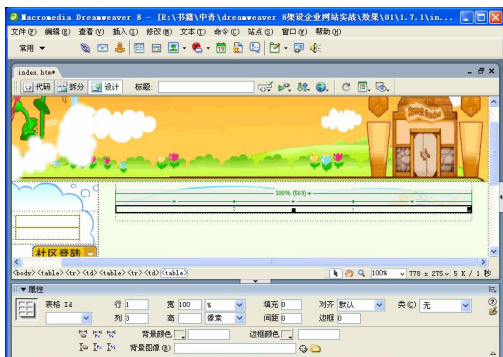 Macromedia Dreamweaver 8 - [E:\书籍\中青\dreamweaver 8架设企业网站实战\效果\01\1.7.1\in...
文件(F) 编辑(E) 查看(V) 插入(I) 修改(M) 文本(T) 命令(C) 站点(S) 窗口(W) 帮助(H)
常用
index.htm*
代码 拆分 设计 标题:
100% (569)
社区登陆
<body> <table> <tr> <td> <table> <tr> <td> <table> 100% 778 x 275 5 K / 1 秒
属性
表格 Id 行 1 宽 100 % 填充 0 对齐 默认 类(C) 无
列 3 高 像素 间距 0 边框 0
背景颜色 边框颜色
背景图像(B)